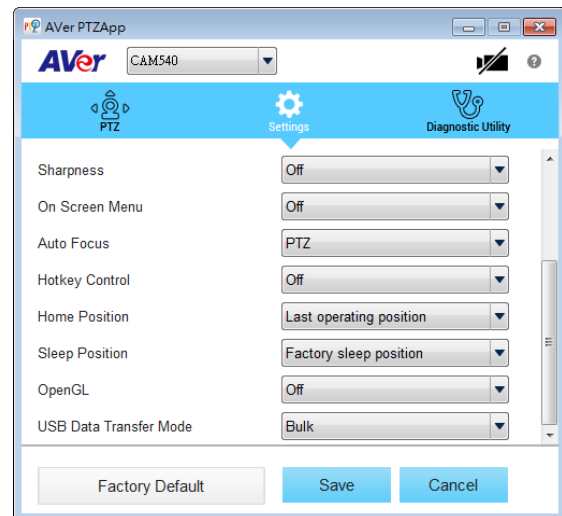 AVer PTZApp
AVer CAM540
PTZ Settings Diagnostic Utility
Sharpness Off
On Screen Menu Off
Auto Focus PTZ
Hotkey Control Off
Home Position Last operating position
Sleep Position Factory sleep position
OpenGL Off
USB Data Transfer Mode Bulk
Factory Default Save Cancel